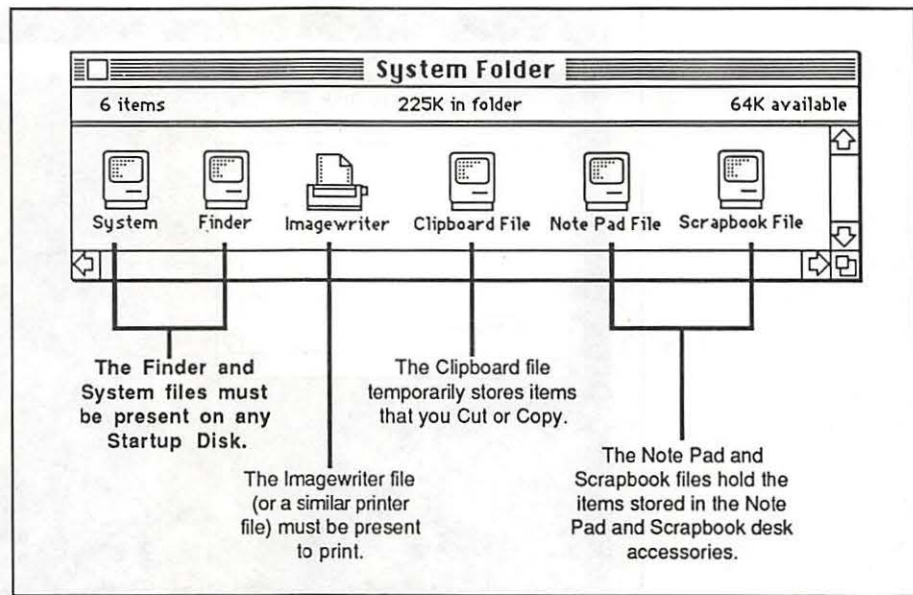 System Folder
6 items 225K in folder 64K available
System Finder Imagewriter Clipboard File Note Pad File Scrapbook File
The Finder and
System files must
be present on any
Startup Disk.
The Clipboard file
temporarily stores items
that you Cut or Copy.
The Imagewriter file
(or a similar printer
file) must be present
to print.
The Note Pad and
Scrapbook files hold the
items stored in the Note
Pad and Scrapbook desk
accessories.